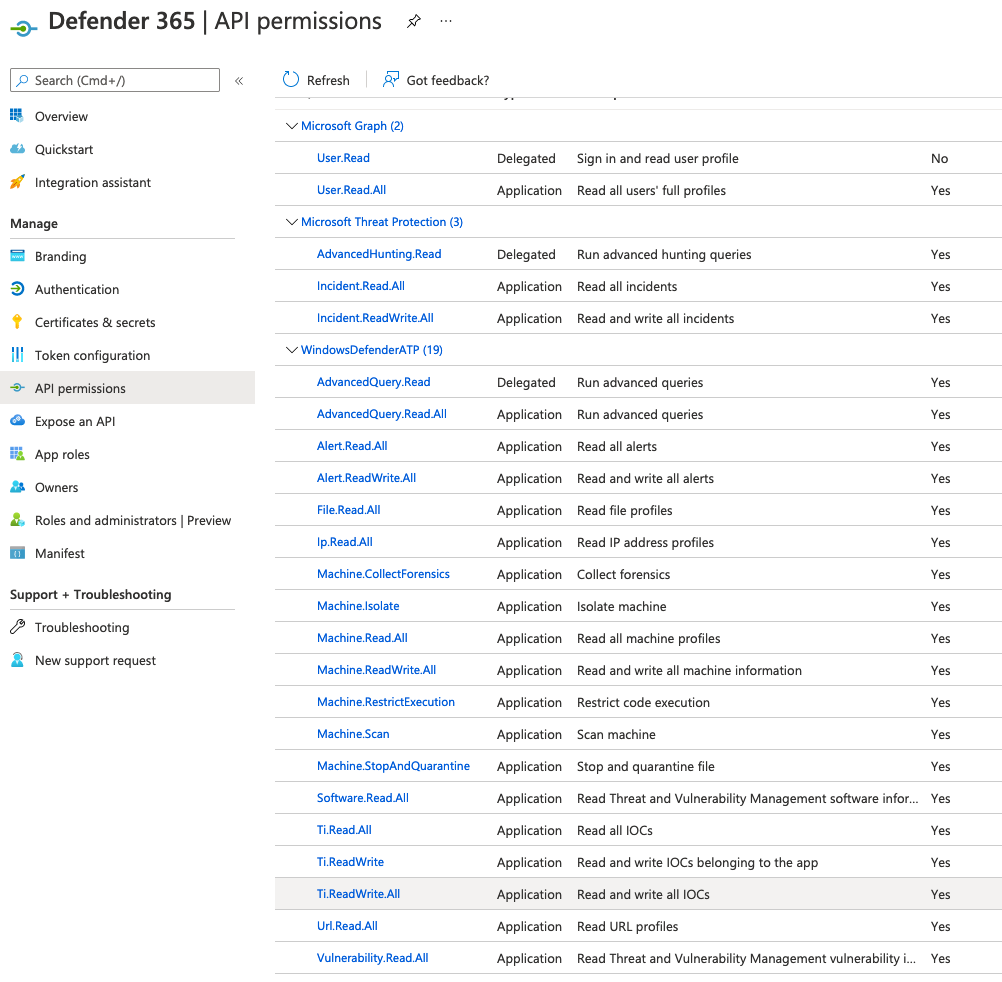 Defender 365 | API permissions
Search (Cmd+/)
«
Overview
Quickstart
Integration assistant
Manage
Branding
Authentication
Certificates & secrets
Token configuration
API permissions
Expose an API
App roles
Owners
Roles and administrators | Preview
Manifest
Support + Troubleshooting
Troubleshooting
New support request
Refresh
Got feedback?
Microsoft Graph (2)
User.Read Delegated Sign in and read user profile No
User.Read.All Application Read all users' full profiles Yes
Microsoft Threat Protection (3)
AdvancedHunting.Read Delegated Run advanced hunting queries Yes
Incident.Read.All Application Read all incidents Yes
Incident.ReadWrite.All Application Read and write all incidents Yes
WindowsDefenderATP (19)
AdvancedQuery.Read Delegated Run advanced queries Yes
AdvancedQuery.Read.All Application Run advanced queries Yes
Alert.Read.All Application Read all alerts Yes
Alert.ReadWrite.All Application Read and write all alerts Yes
File.Read.All Application Read file profiles Yes
Ip.Read.All Application Read IP address profiles Yes
Machine.CollectForensics Application Collect forensics Yes
Machine.Isolate Application Isolate machine Yes
Machine.Read.All Application Read all machine profiles Yes
Machine.ReadWrite.All Application Read and write all machine information Yes
Machine.RestrictExecution Application Restrict code execution Yes
Machine.Scan Application Scan machine Yes
Machine.StopAndQuarantine Application Stop and quarantine file Yes
Software.Read.All Application Read Threat and Vulnerability Management software infor... Yes
Ti.Read.All Application Read all IOCs Yes
Ti.ReadWrite Application Read and write IOCs belonging to the app Yes
Ti.ReadWrite.All Application Read and write all IOCs Yes
Url.Read.All Application Read URL profiles Yes
Vulnerability.Read.All Application Read Threat and Vulnerability Management vulnerability i... Yes